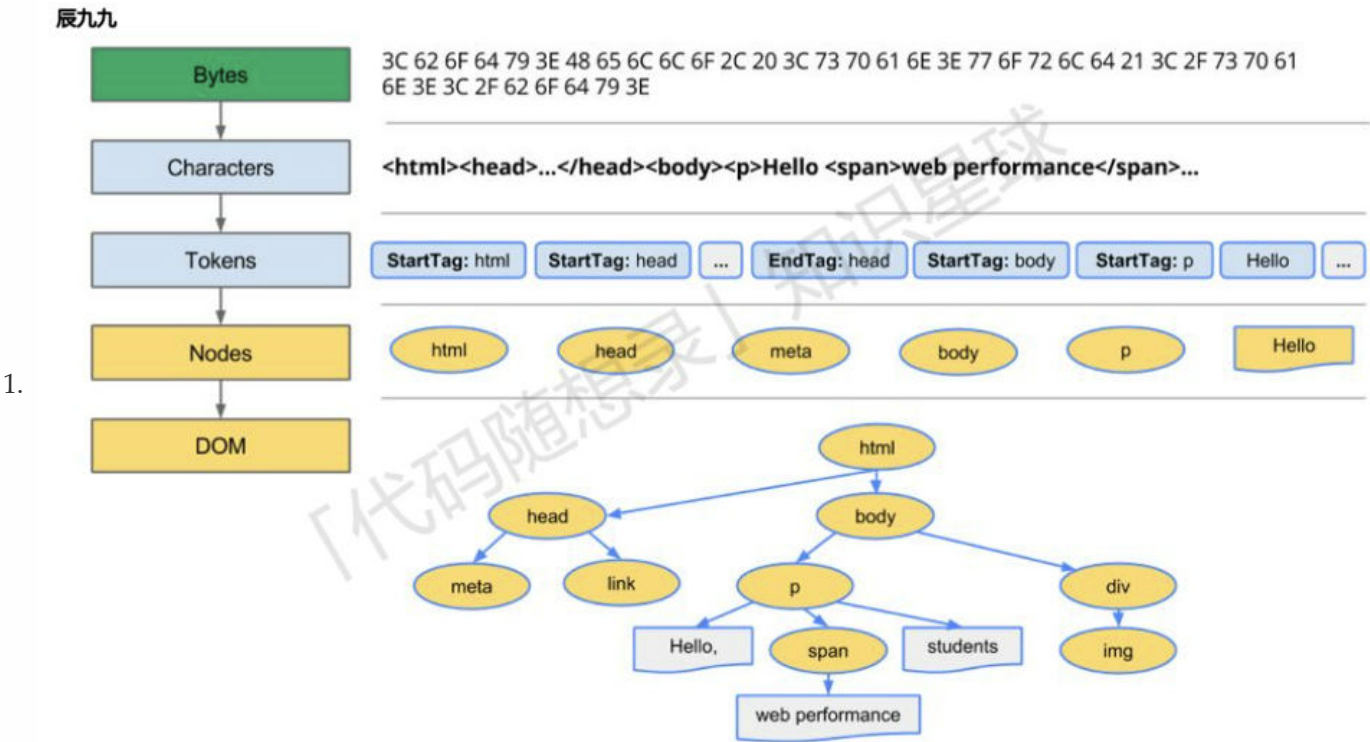 辰九九
Bytes
3C 62 6F 64 79 3E 48 65 6C 6C 6F 2C 20 3C 73 70 61 6E 3E 77 6F 72 6C 64 21 3C 2F 73 70 61
6E 3E 3C 2F 62 6F 64 79 3E
Characters
<html><head>...</head><body><p>Hello <span>web performance</span>...
Tokens
StartTag: html
StartTag: head
...
EndTag: head
StartTag: body
StartTag: p
Hello
...
Nodes
html
head
meta
body
p
Hello
1.
DOM
html
head
body
meta
link
p
div
Hello,
span
students
img
web performance
「代码随想录」知识星球